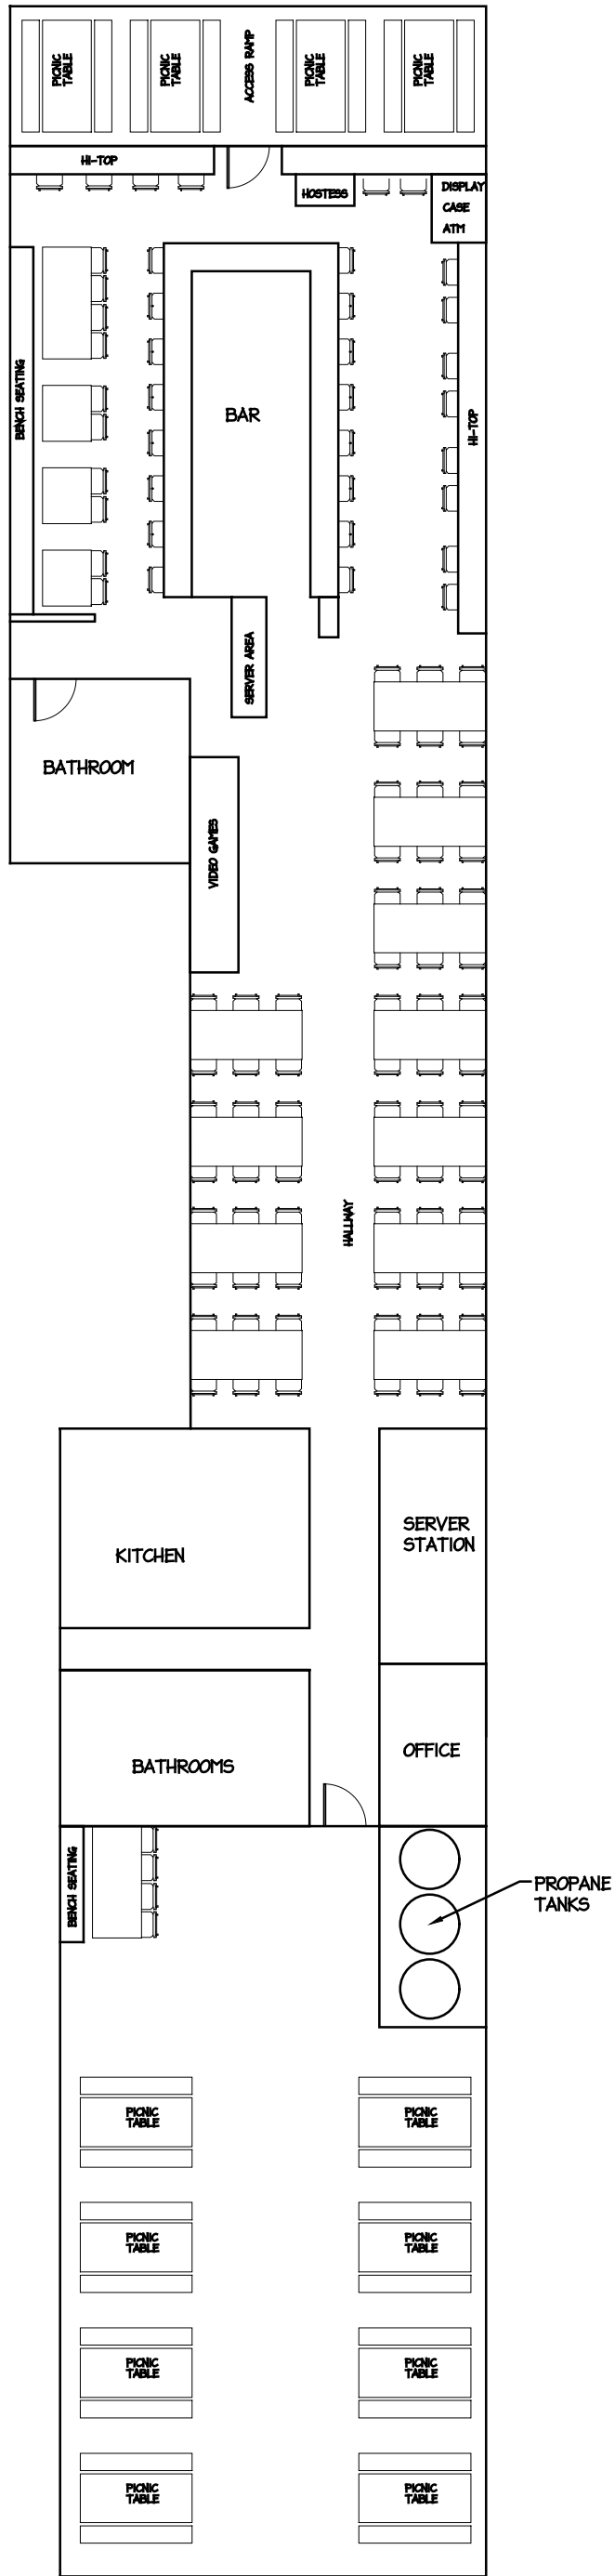 PICNIC
TABLE
PICNIC
TABLE
ACCESS RAMP
PICNIC
TABLE
PICNIC
TABLE
HI-TOP
HOSTESS
DISPLAY
CASE
ATM
BENCH SEATING
BAR
HI-TOP
SERVER AREA
BATHROOM
VIDEO GAMES
HALLWAY
KITCHEN
SERVER
STATION
BATHROOMS
OFFICE
BENCH SEATING
PROPANE
TANKS
PICNIC
TABLE
PICNIC
TABLE
PICNIC
TABLE
PICNIC
TABLE
PICNIC
TABLE
PICNIC
TABLE
PICNIC
TABLE
PICNIC
TABLE